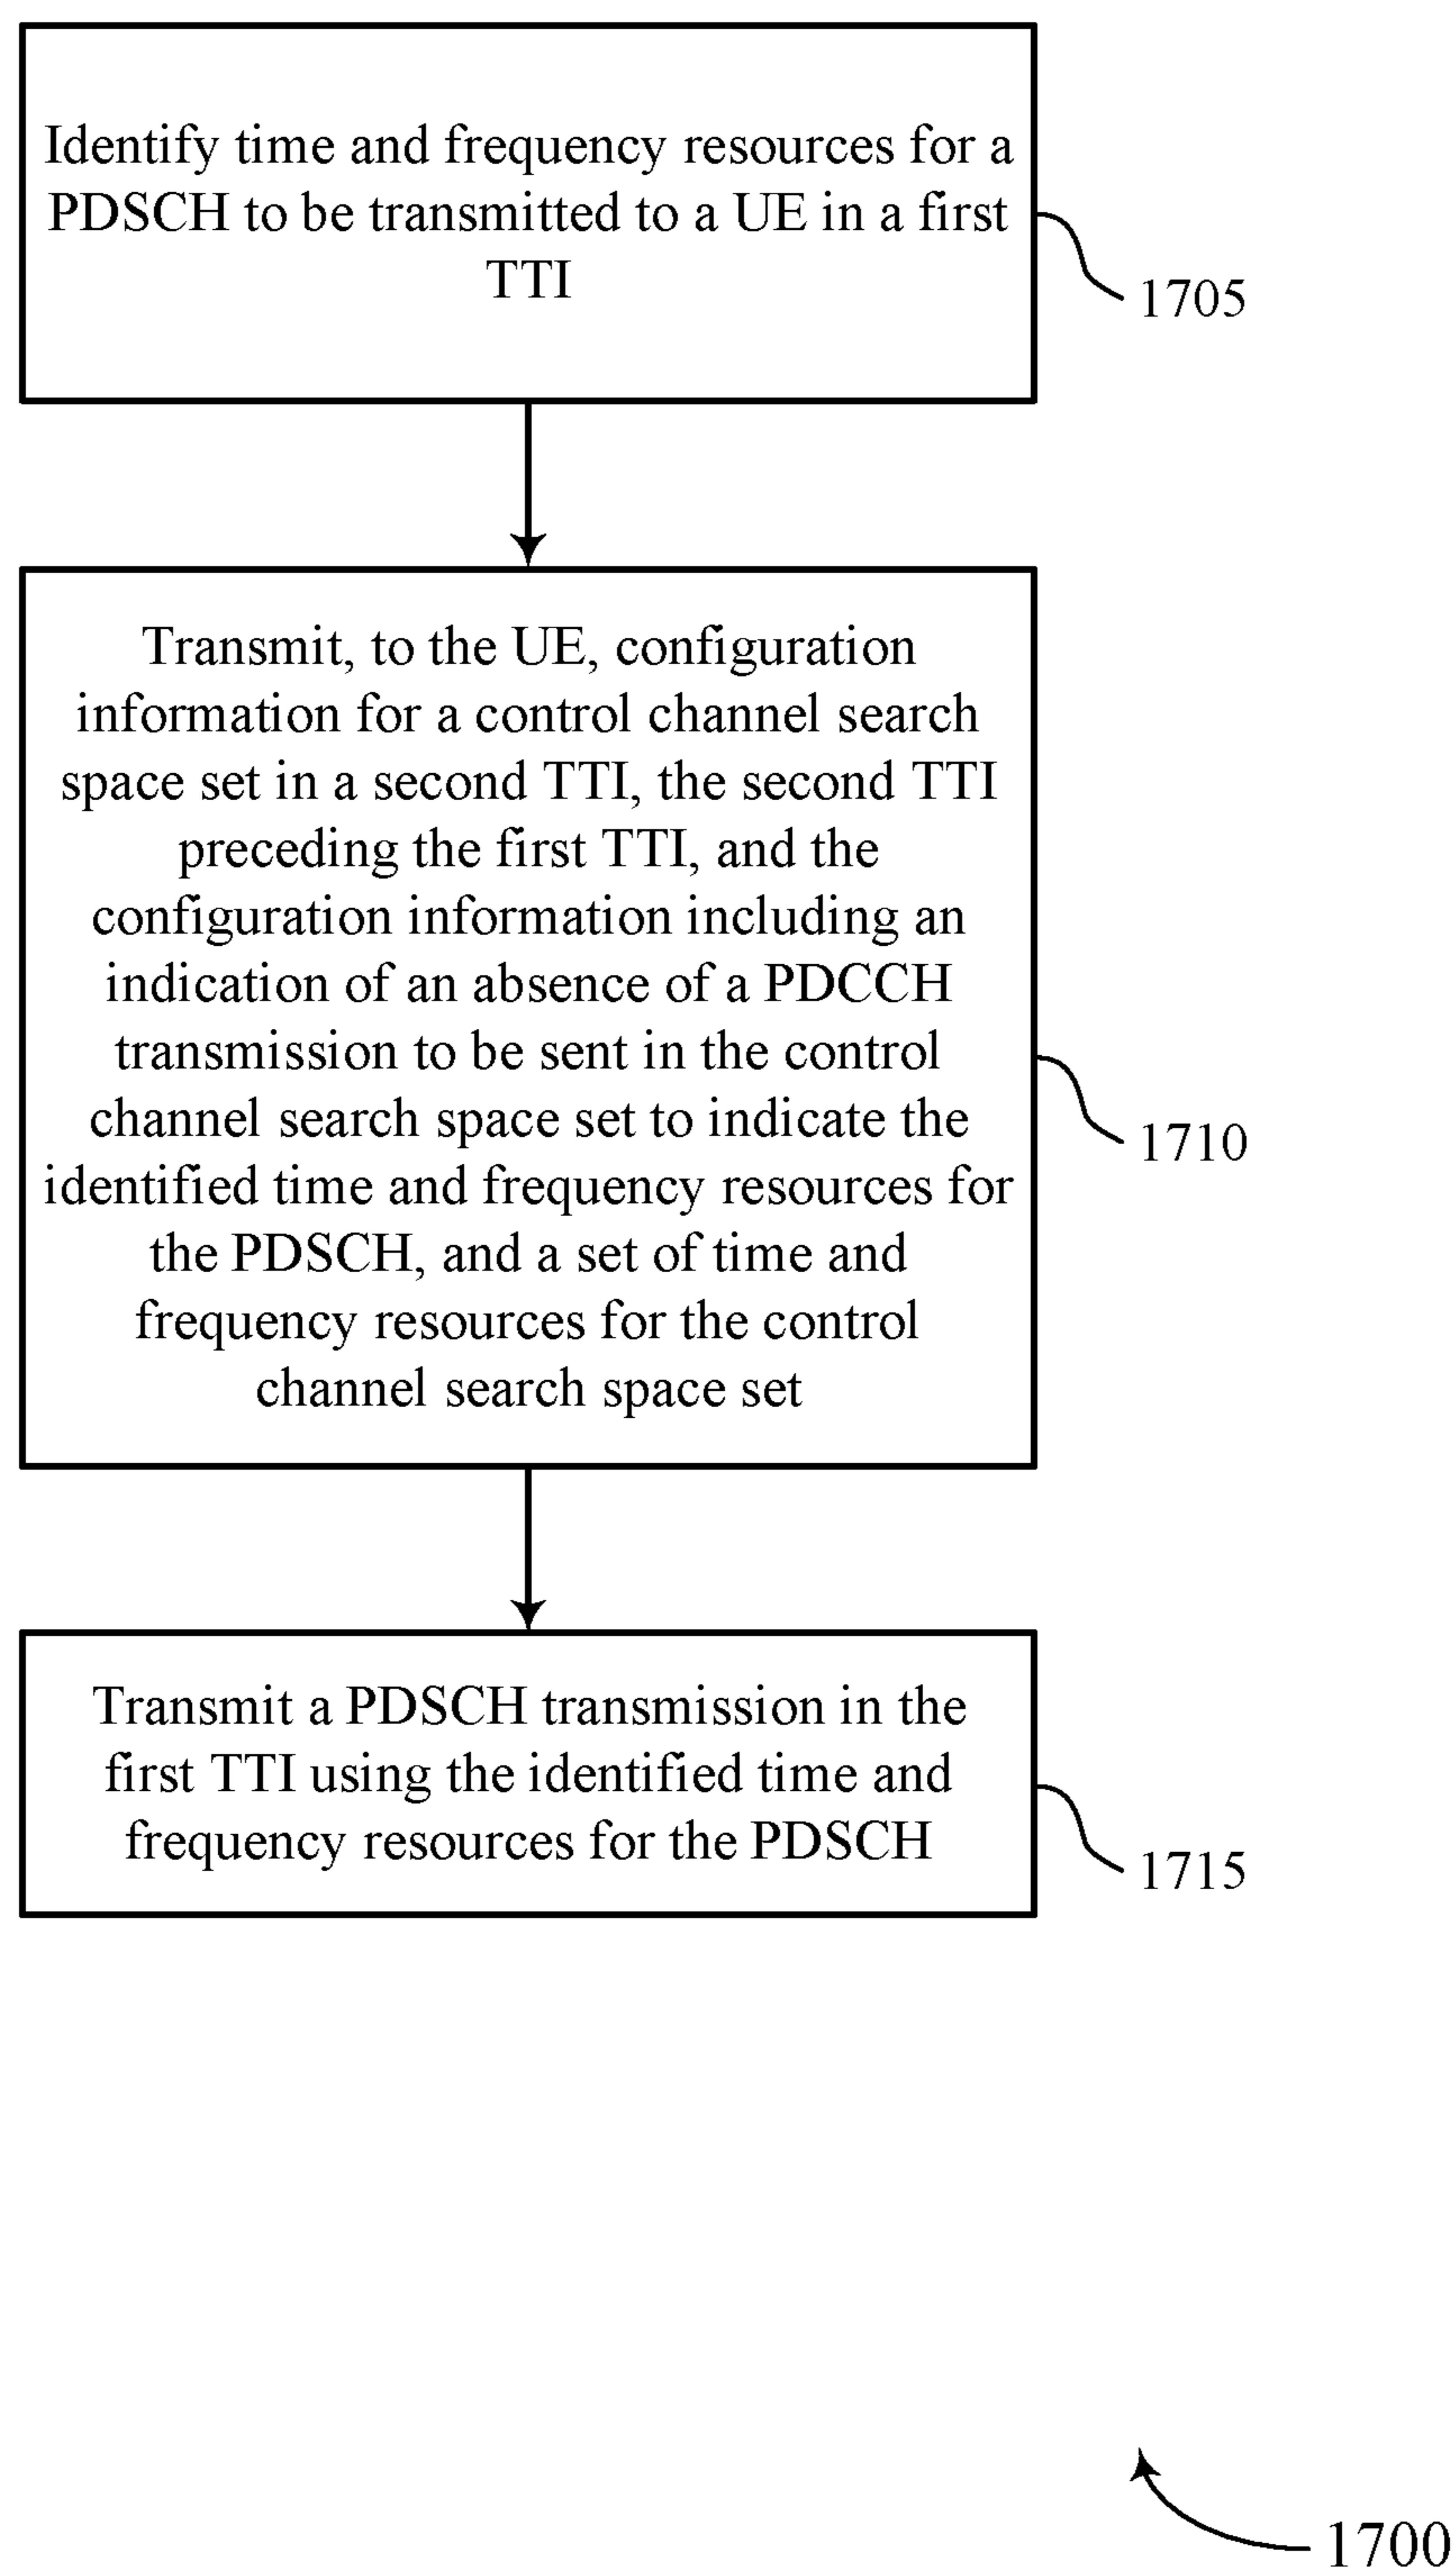 Identify time and frequency resources for a
PDSCH to be transmitted to a UE in a first
TTI
1705
Transmit, to the UE, configuration
information for a control channel search
space set in a second TTI, the second TTI
preceding the first TTI, and the
configuration information including an
indication of an absence of a PDCCH
transmission to be sent in the control
channel search space set to indicate the
identified time and frequency resources for
the PDSCH, and a set of time and
frequency resources for the control
channel search space set
1710
Transmit a PDSCH transmission in the
first TTI using the identified time and
frequency resources for the PDSCH
1715
1700